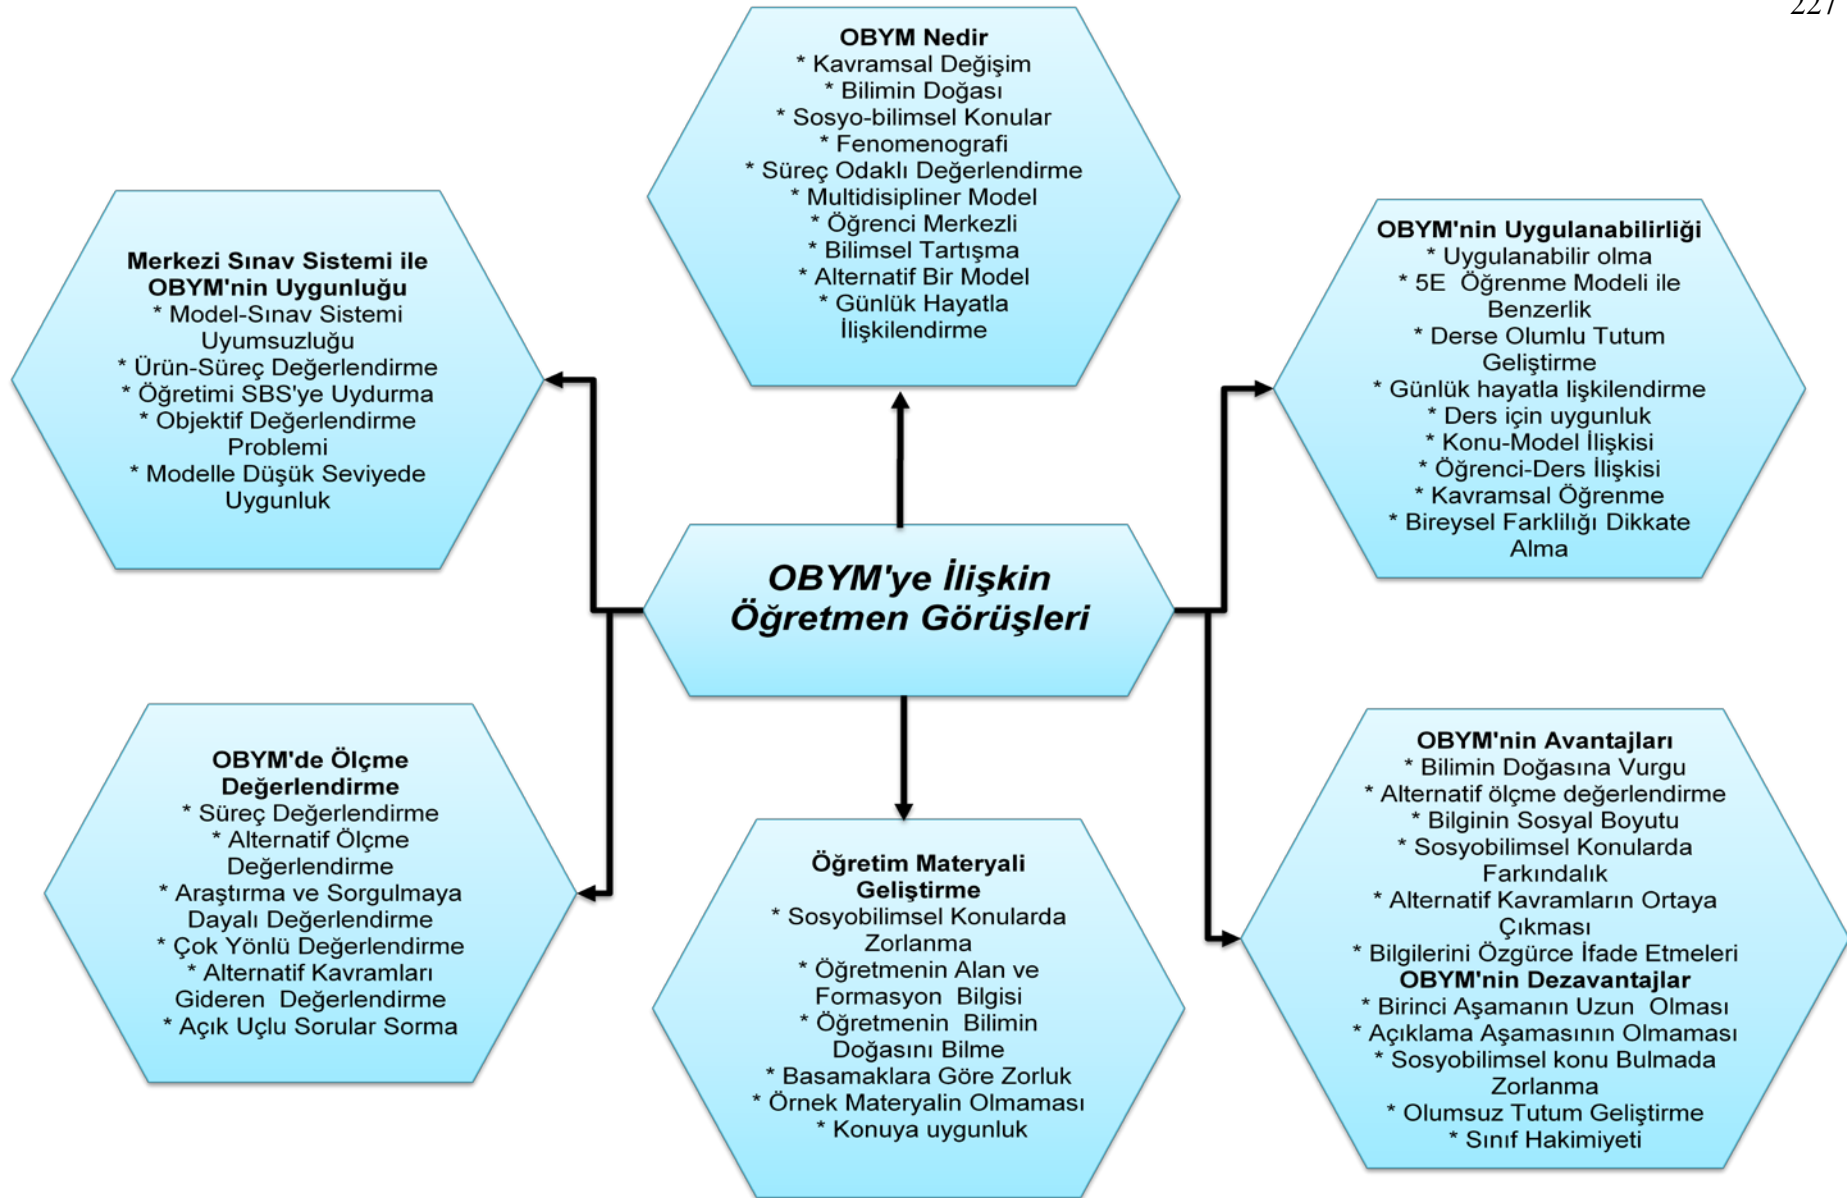 227
OBYM Nedir
* Kavramsal Değişim
* Bilimin Doğası
* Sosyo-bilimsel Konular
* Fenomenografi
* Süreç Odaklı Değerlendirme
* Multidisipliner Model
* Öğrenci Merkezli
* Bilimsel Tartışma
* Alternatif Bir Model
* Günlük Hayatla
İlişkilendirme
Merkezi Sınav Sistemi ile
OBYM'nin Uygunluğu
* Model-Sınav Sistemi
Uyumsuzluğu
* Ürün-Süreç Değerlendirme
* Öğretimi SBS'ye Uydurma
* Objektif Değerlendirme
Problemi
* Modelle Düşük Seviyede
Uygunluk
OBYM'nin Uygulanabilirliği
* Uygulanabilir olma
* 5E  Öğrenme Modeli ile
Benzerlik
* Derse Olumlu Tutum
Geliştirme
* Günlük hayatla lişkilendirme
* Ders için uygunluk
* Konu-Model İlişkisi
* Öğrenci-Ders İlişkisi
* Kavramsal Öğrenme
* Bireysel Farkliliğı Dikkate
Alma
OBYM'ye İlişkin
Öğretmen Görüşleri
OBYM'de Ölçme
Değerlendirme
* Süreç Değerlendirme
* Alternatif Ölçme
Değerlendirme
* Araştırma ve Sorgulmaya
Dayalı Değerlendirme
* Çok Yönlü Değerlendirme
* Alternatif Kavramları
Gideren  Değerlendirme
* Açık Uçlu Sorular Sorma
Öğretim Materyali
Geliştirme
* Sosyobilimsel Konularda
Zorlanma
* Öğretmenin Alan ve
Formasyon  Bilgisi
* Öğretmenin  Bilimin
Doğasını Bilme
* Basamaklara Göre Zorluk
* Örnek Materyalin Olmaması
* Konuya uygunluk
OBYM'nin Avantajları
* Bilimin Doğasına Vurgu
* Alternatif ölçme değerlendirme
* Bilginin Sosyal Boyutu
* Sosyobilimsel Konularda
Farkındalık
* Alternatif Kavramların Ortaya
Çıkması
* Bilgilerini Özgürce İfade Etmeleri
OBYM'nin Dezavantajlar
* Birinci Aşamanın Uzun  Olması
* Açıklama Aşamasının Olmaması
* Sosyobilimsel konu Bulmada
Zorlanma
* Olumsuz Tutum Geliştirme
* Sınıf Hakimiyeti